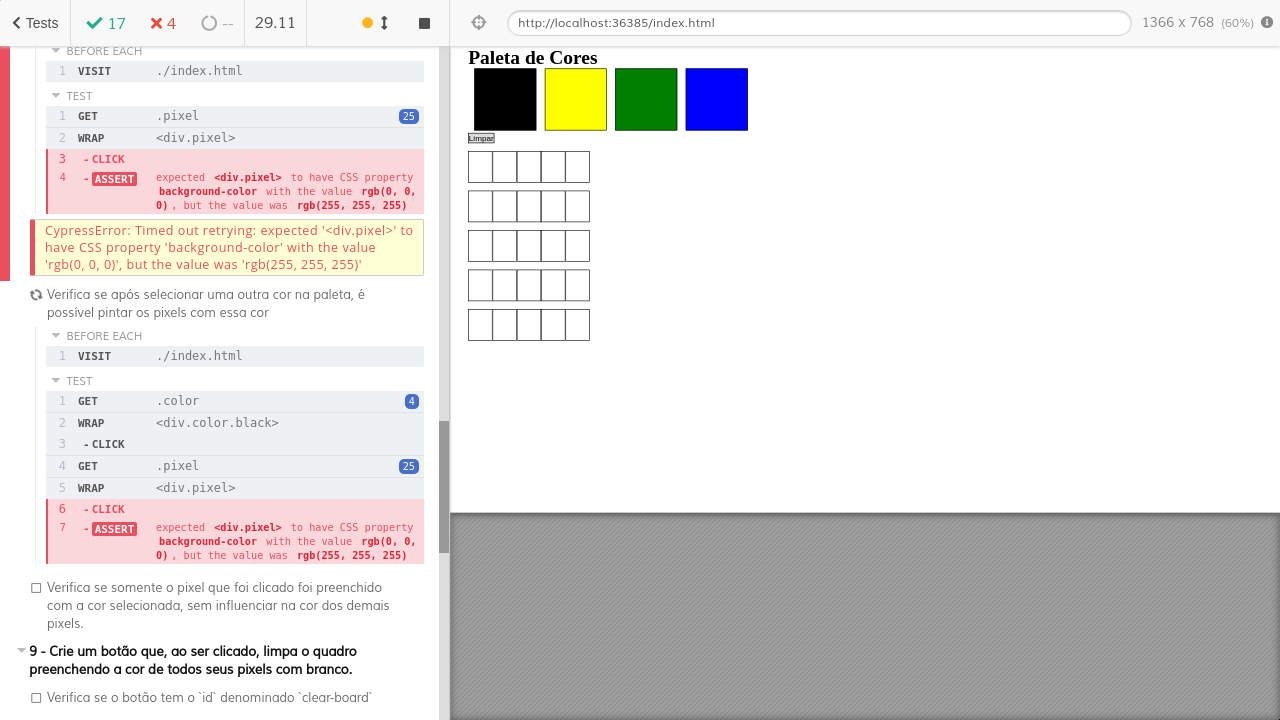 Tests 17 4 -- 29.11 http://localhost:36385/index.html 1366 x 768 (60%)
BEFORE EACH
1 VISIT ./index.html
TEST
1 GET .pixel 25
2 WRAP <div.pixel>
3 -CLICK
4 -ASSERT expected <div.pixel> to have CSS property
background-color with the value rgb(0, 0,
0), but the value was rgb(255, 255, 255)
CypressError: Timed out retrying: expected '<div.pixel>' to
have CSS property 'background-color' with the value
'rgb(0, 0, 0)', but the value was 'rgb(255, 255, 255)'
Verifica se após selecionar uma outra cor na paleta, é
possível pintar os pixels com essa cor
BEFORE EACH
1 VISIT ./index.html
TEST
1 GET .color 4
2 WRAP <div.color.black>
3 -CLICK
4 GET .pixel 25
5 WRAP <div.pixel>
6 -CLICK
7 -ASSERT expected <div.pixel> to have CSS property
background-color with the value rgb(0, 0,
0), but the value was rgb(255, 255, 255)
Verifica se somente o pixel que foi clicado foi preenchido
com a cor selecionada, sem influenciar na cor dos demais
pixels.
9 - Crie um botão que, ao ser clicado, limpa o quadro
preenchendo a cor de todos seus pixels com branco.
Verifica se o botão tem o `id` denominado `clear-board`
Paleta de Cores
Limpar